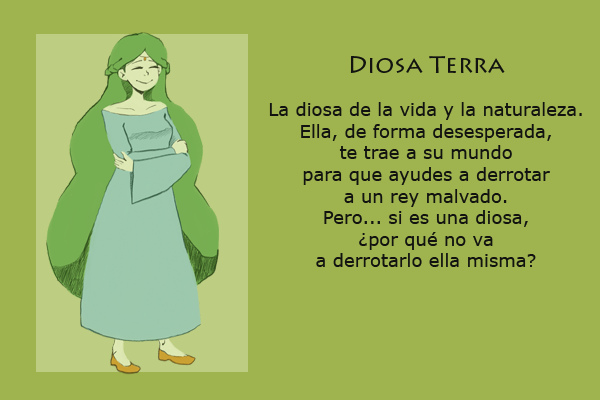 Diosa Terra
La diosa de la vida y la naturaleza.
Ella, de forma desesperada,
te trae a su mundo
para que ayudes a derrotar
a un rey malvado.
Pero... si es una diosa,
¿por qué no va
a derrotarlo ella misma?